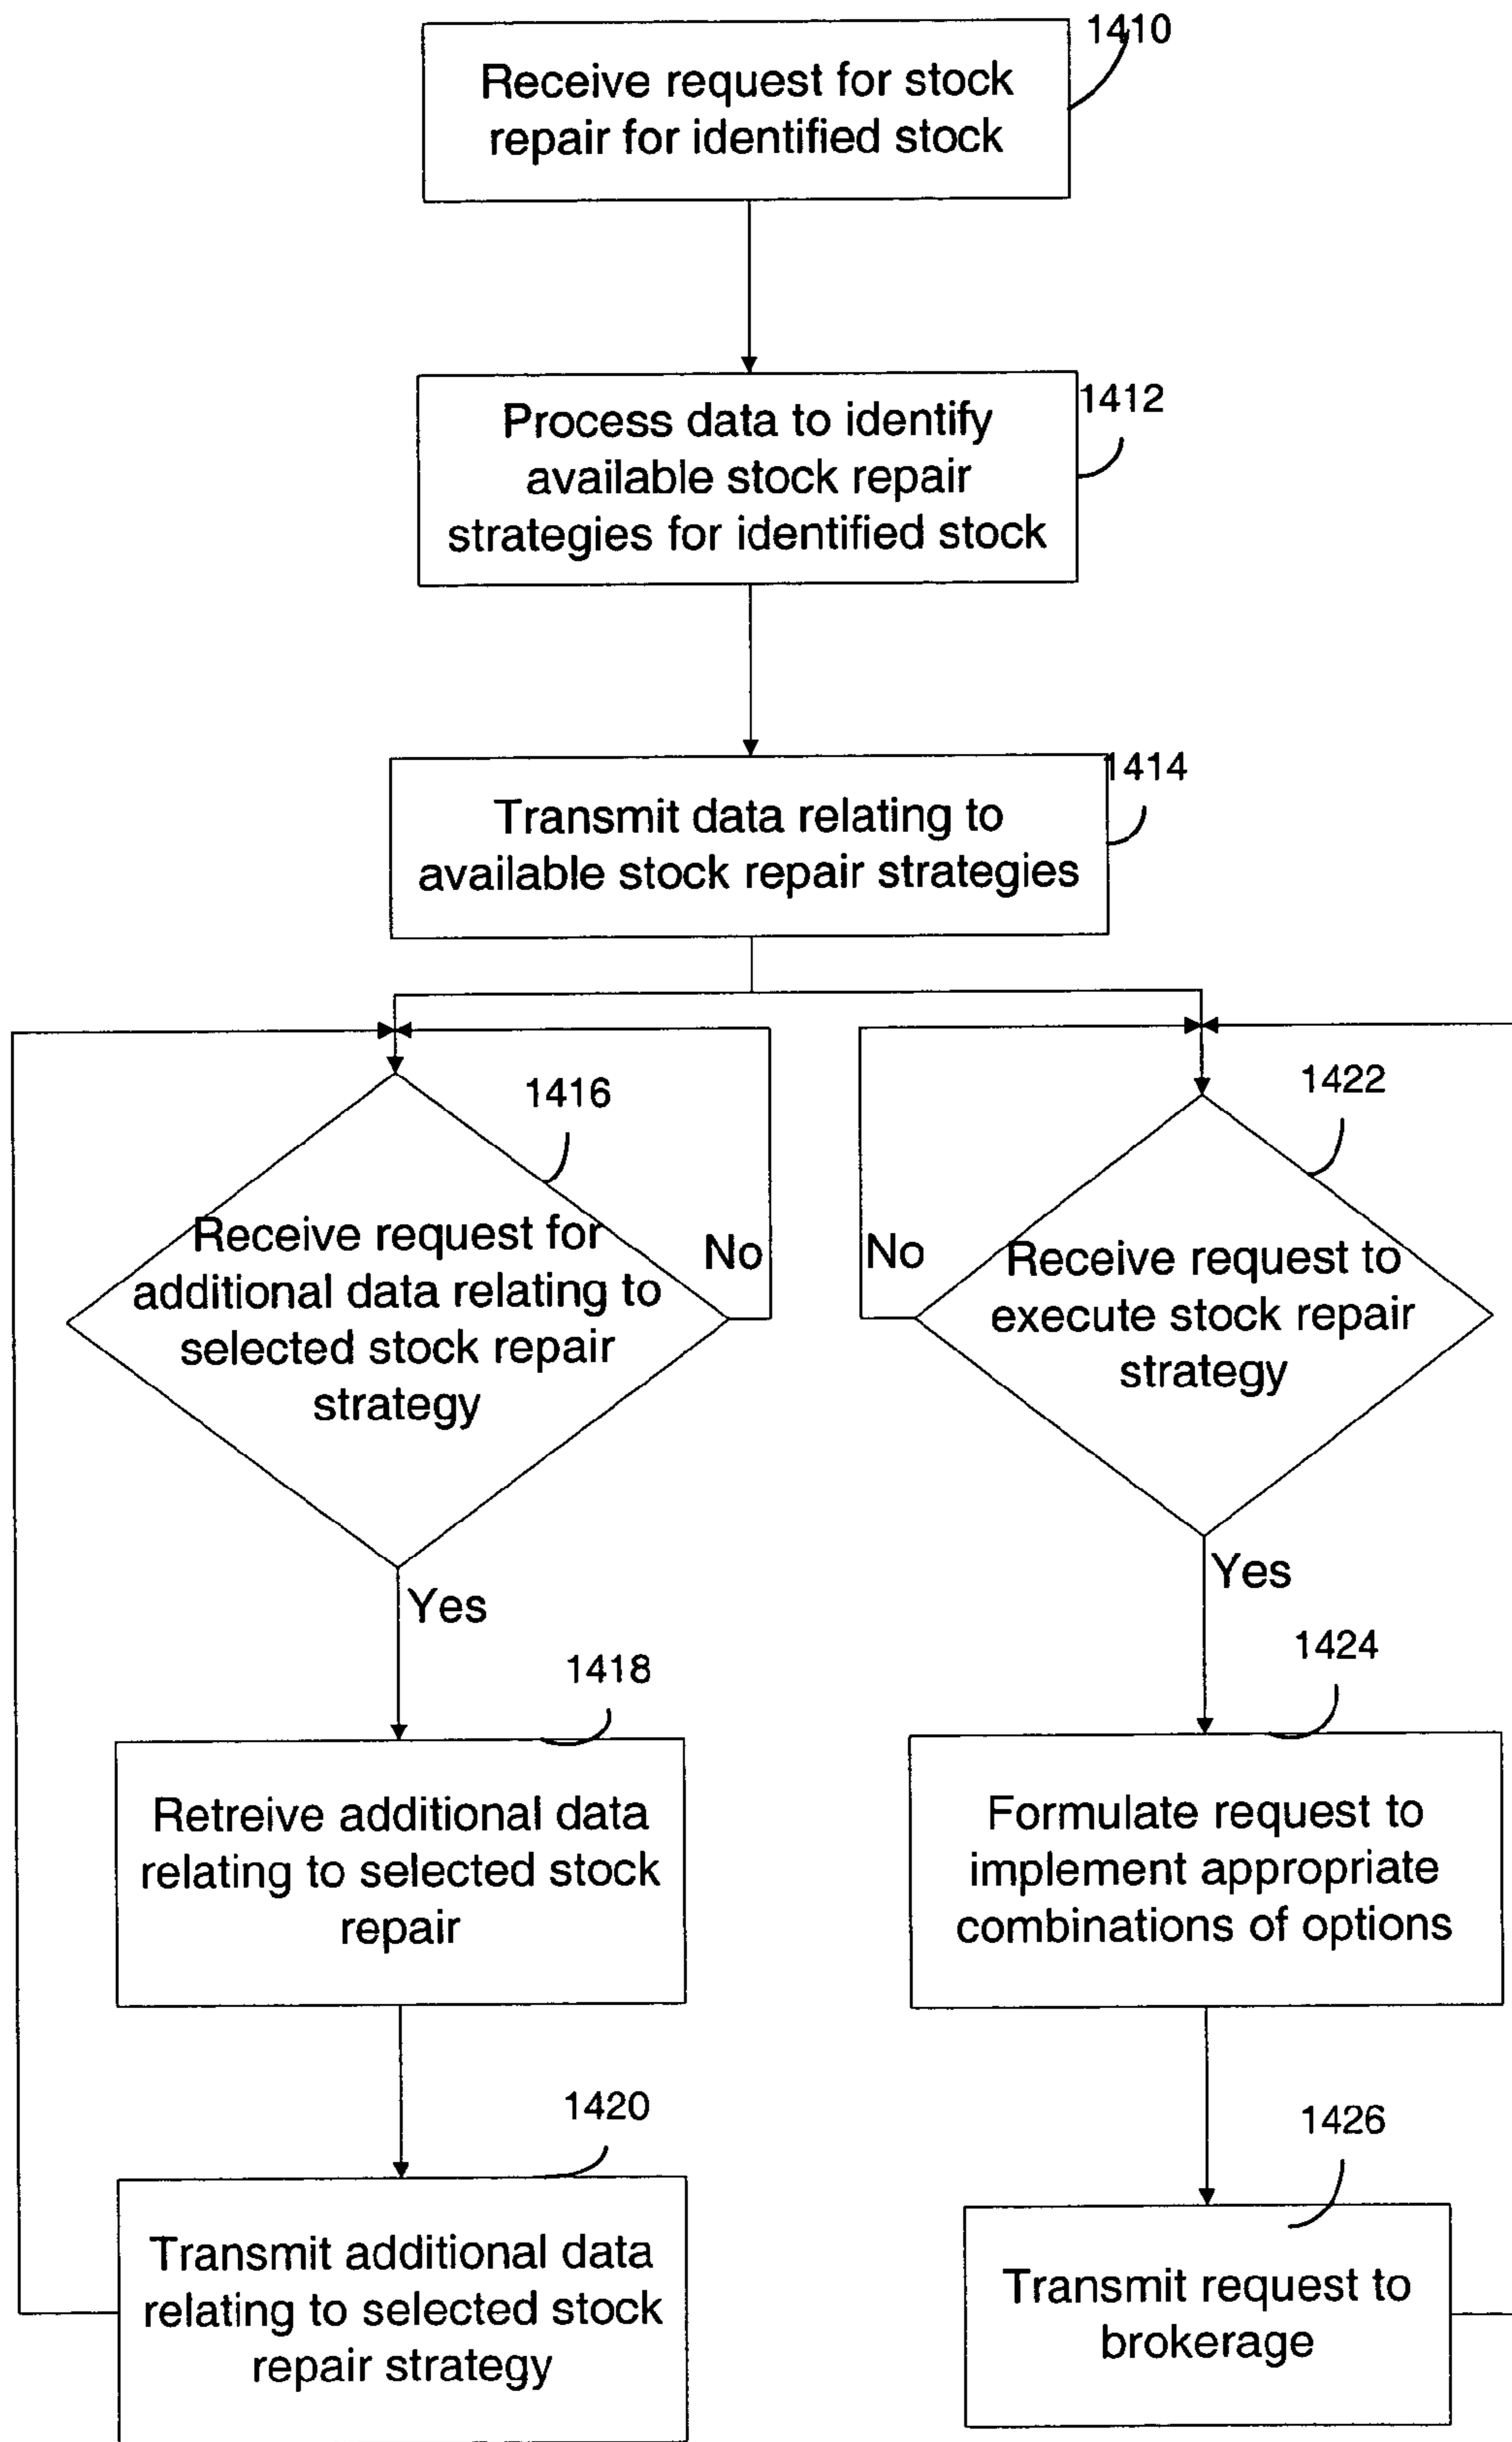 1410
Receive request for stock
repair for identified stock
1412
Process data to identify
available stock repair
strategies for identified stock
1414
Transmit data relating to
available stock repair strategies
1416
Receive request for
additional data relating to
selected stock repair
strategy
No
Yes
1418
Retreive additional data
relating to selected stock
repair
1420
Transmit additional data
relating to selected stock
repair strategy
1422
No
Receive request to
execute stock repair
strategy
Yes
1424
Formulate request to
implement appropriate
combinations of options
1426
Transmit request to
brokerage